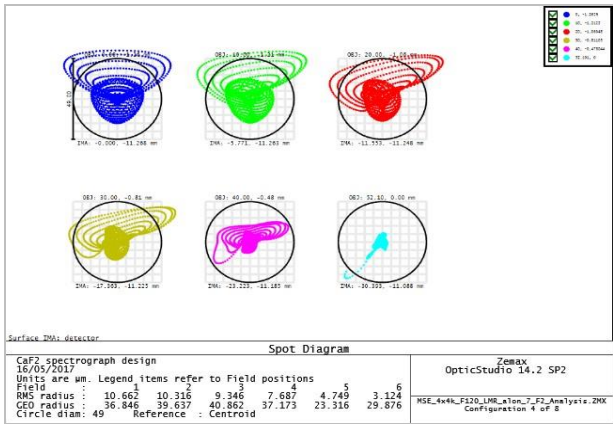 OBJ: 10.00, -1.31 mm
OBJ: 20.00, -1.08 mm
40.00
IMA: -0.000, -11.268 mm
IMA: -5.771, -11.263 mm
IMA: -11.553, -11.248 mm
OBJ: 30.00, -0.81 mm
OBJ: 40.00, -0.48 mm
OBJ: 52.10, 0.00 mm
IMA: -17.363, -11.223 mm
IMA: -23.223, -11.183 mm
IMA: -30.393, -11.088 mm
Surface IMA: detector
Spot Diagram
CaF2 spectrograph design
16/05/2017
Units are µm. Legend items refer to Field positions
Field : 1 2 3 4 5 6
RMS radius : 10.662 10.316 9.346 7.687 4.749 3.124
GEO radius : 36.846 39.637 40.862 37.173 23.316 29.876
Circle diam: 49 Reference : Centroid
Zemax
OpticStudio 14.2 SP2
MSE_4x4k_F120_LMR_alon_7_F2_Analysis.ZMX
Configuration 4 of 8